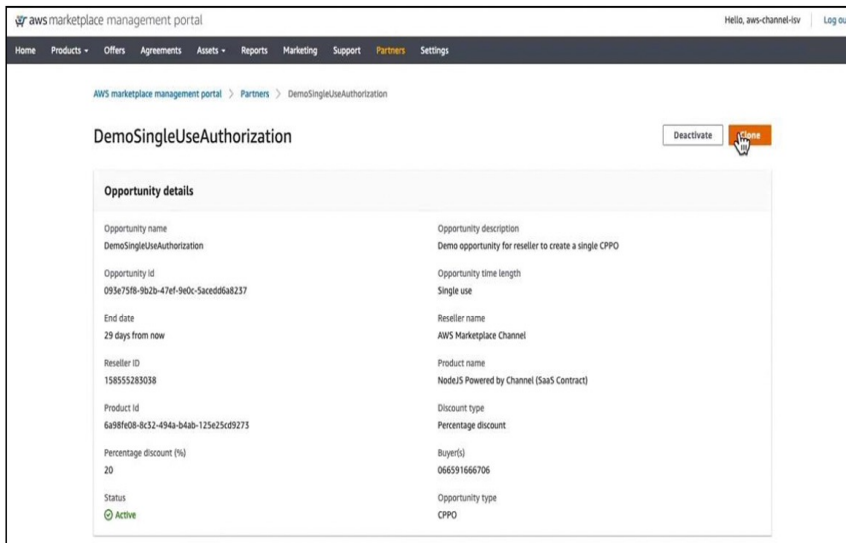 aws marketplace management portal
Hello, aws-channel-isv
Log ou
Home Products Offers Agreements Assets Reports Marketing Support Partners Settings
AWS marketplace management portal > Partners > DemoSingleUseAuthorization
DemoSingleUseAuthorization
Deactivate
Clone
Opportunity details
Opportunity name
DemoSingleUseAuthorization
Opportunity description
Demo opportunity for reseller to create a single CPPO
Opportunity id
093e75f8-9b2b-47ef-9e0c-5acedd6a8237
Opportunity time length
Single use
End date
29 days from now
Reseller name
AWS Marketplace Channel
Reseller ID
158555283038
Product name
NodeJS Powered by Channel (SaaS Contract)
Product Id
6a98fe08-8c32-494a-b4ab-125e25cd9273
Discount type
Percentage discount
Percentage discount (%)
20
Buyer(s)
066591666706
Status
Active
Opportunity type
CPPO